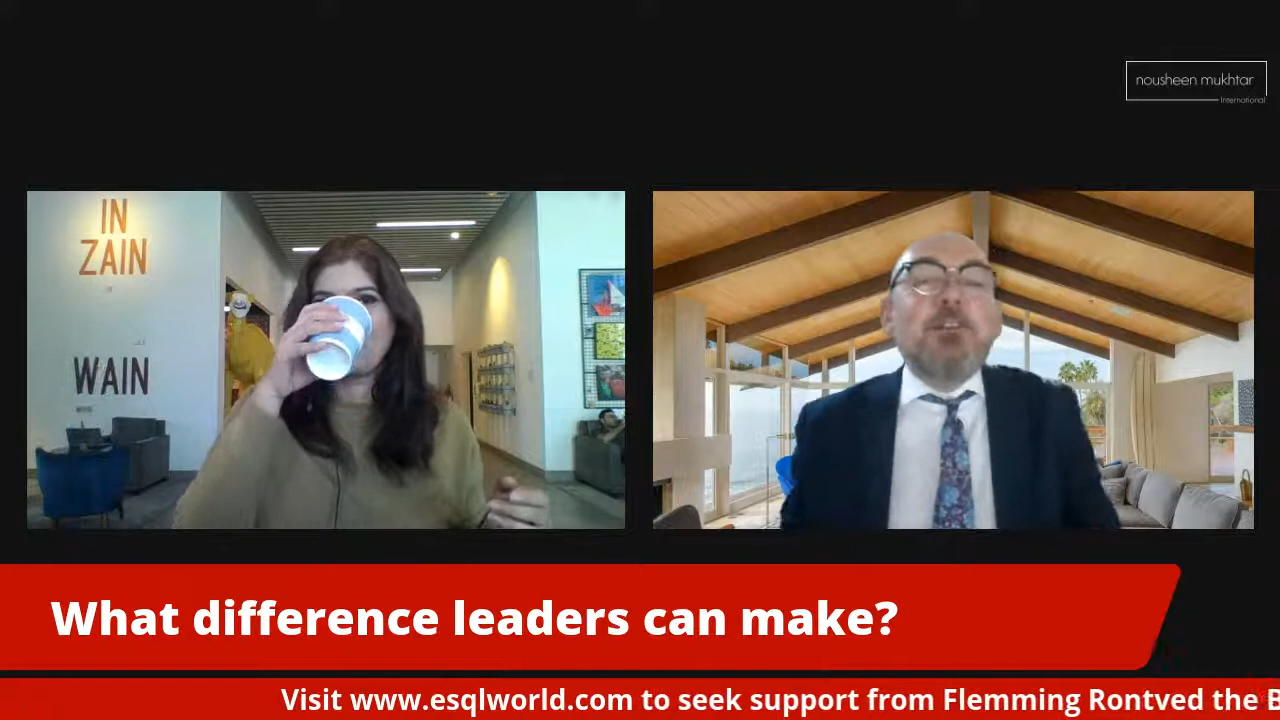 nousheen mukhtar
International
IN
ZAIN
WAIN
What difference leaders can make?
Visit www.esqlworld.com to seek support from Flemming Rontved the B